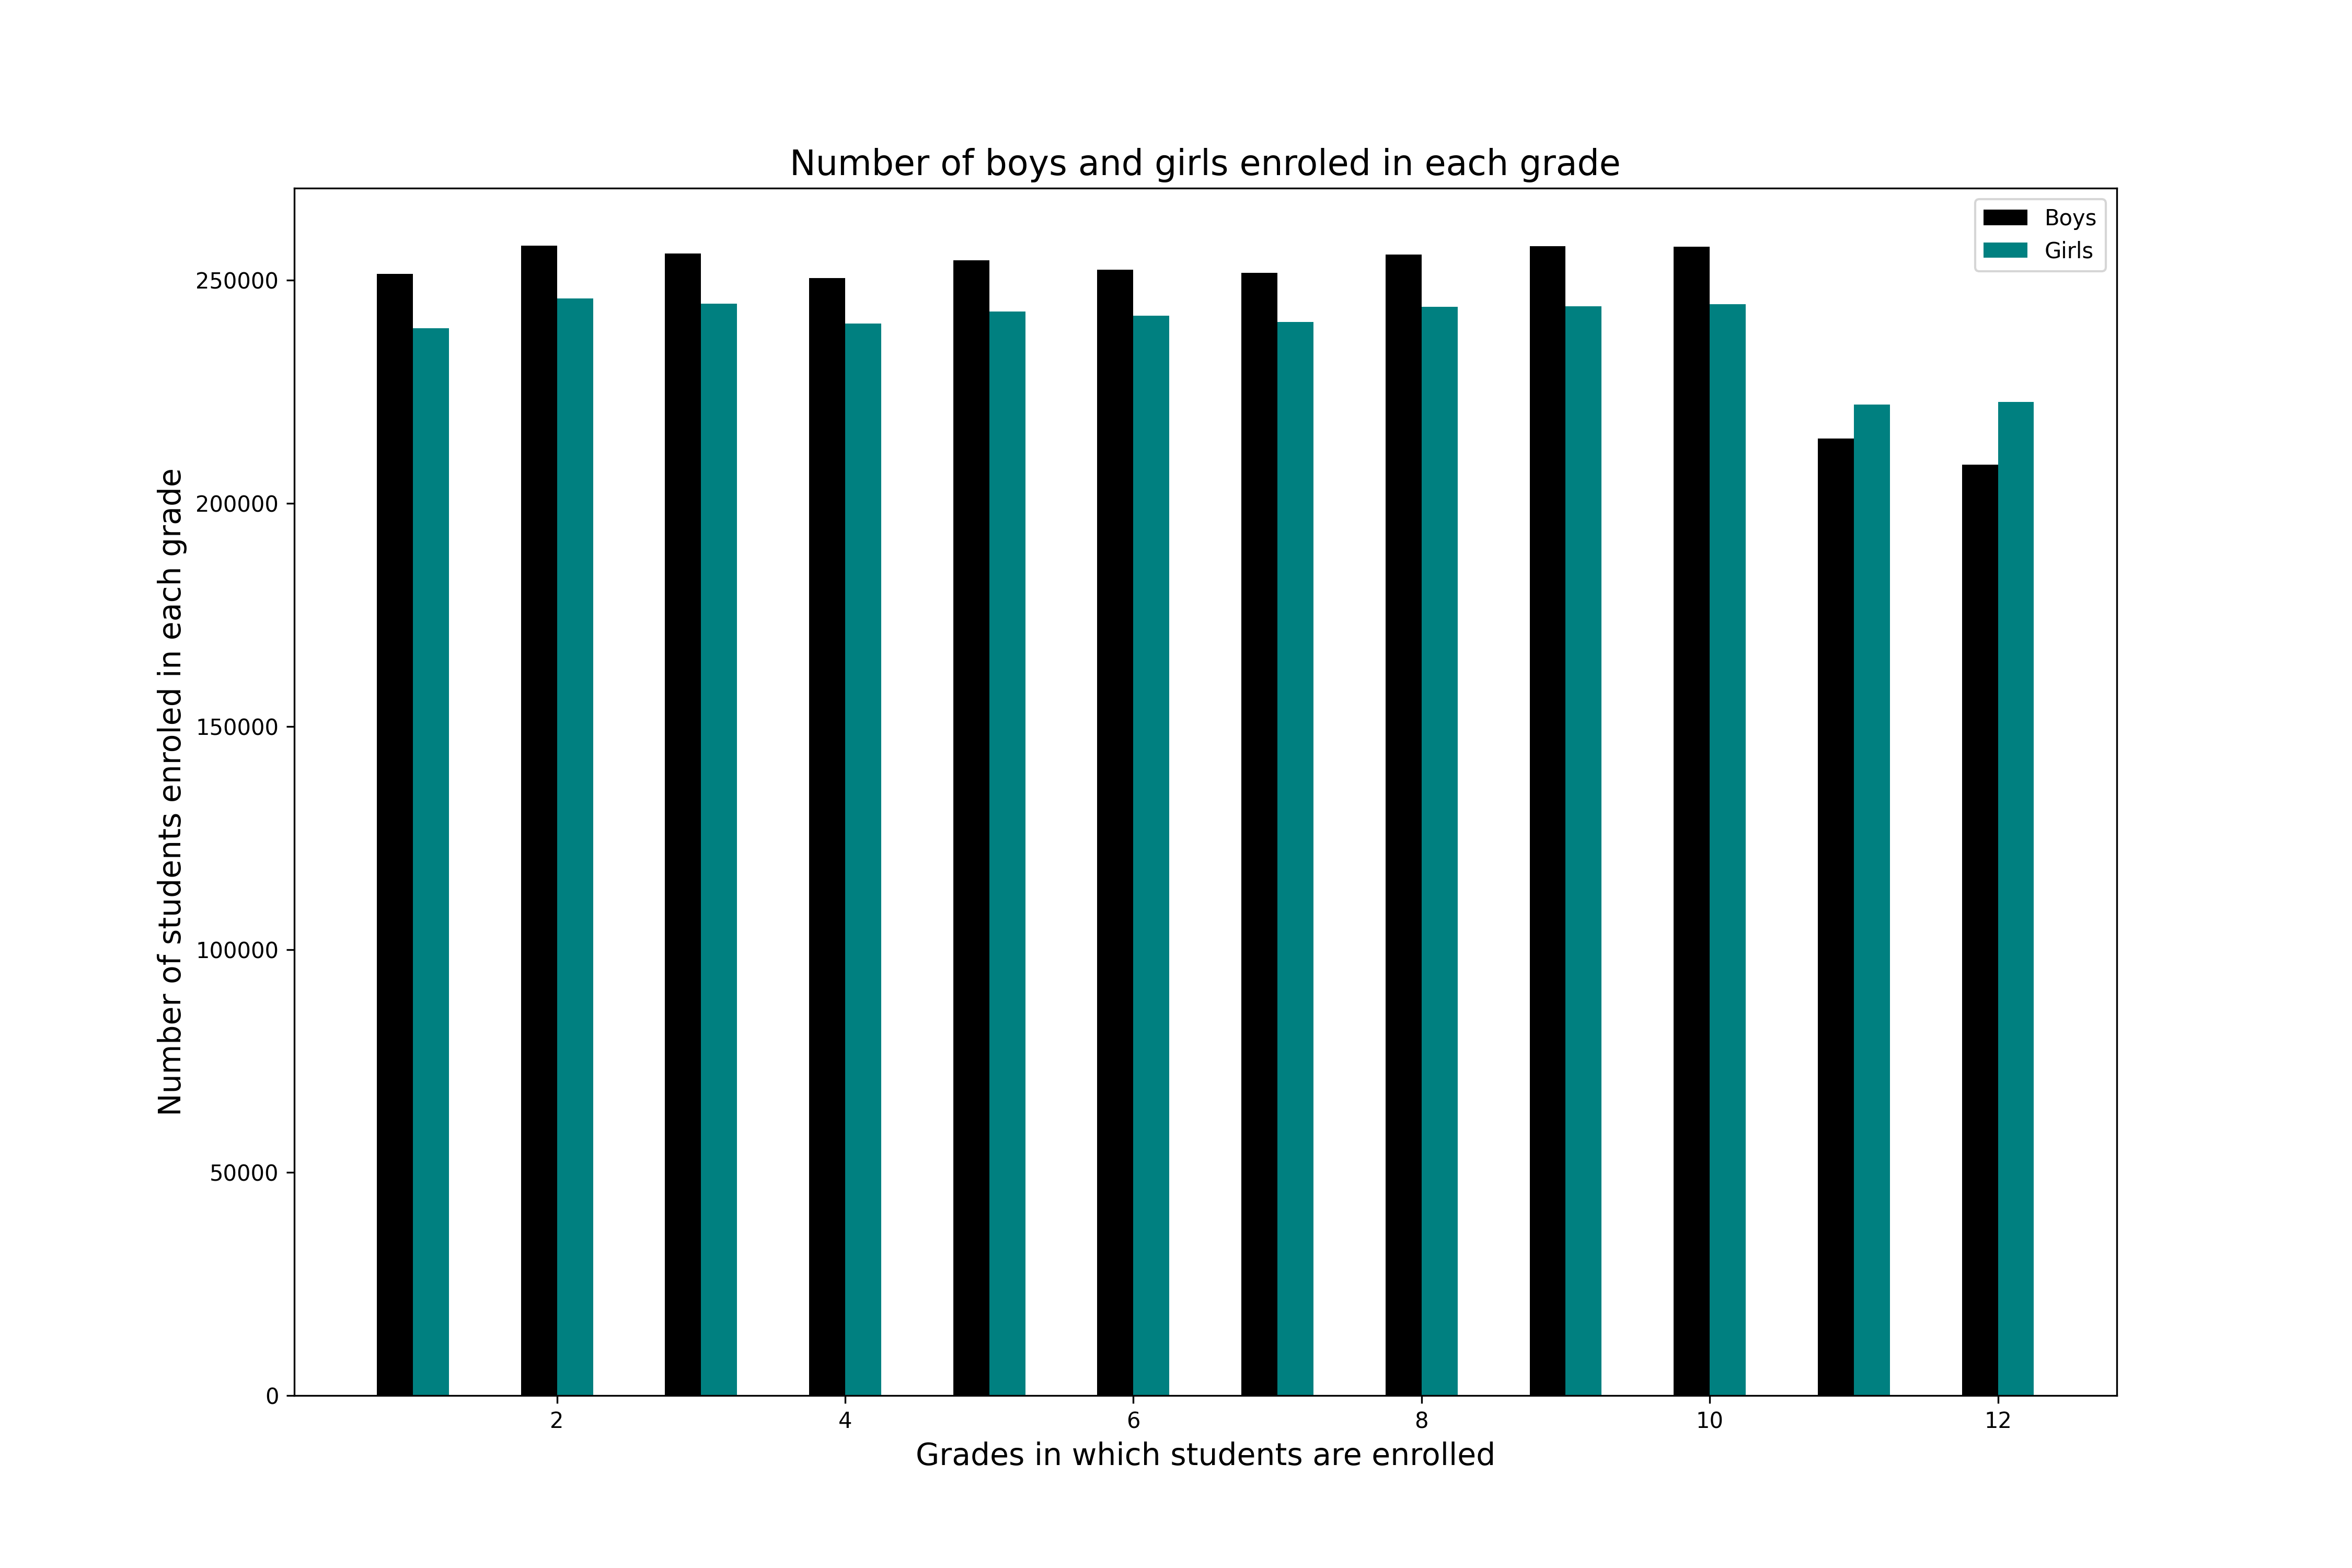 Number of boys and girls enroled in each grade
Boys
Girls
Number of students enroled in each grade
250000
200000
150000
100000
50000
0
2
4
6
8
10
12
Grades in which students are enrolled